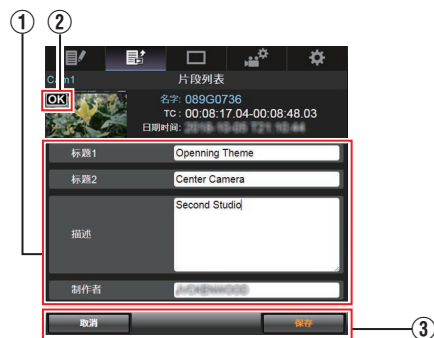 ① ②
Cam1 片段列表
OK
名字: 089G0736
TC : 00:08:17.04-00:08:48.03
日期时间:
标题1 Openning Theme
标题2 Center Camera
描述 Second Studio
制作者
取消 保存
③